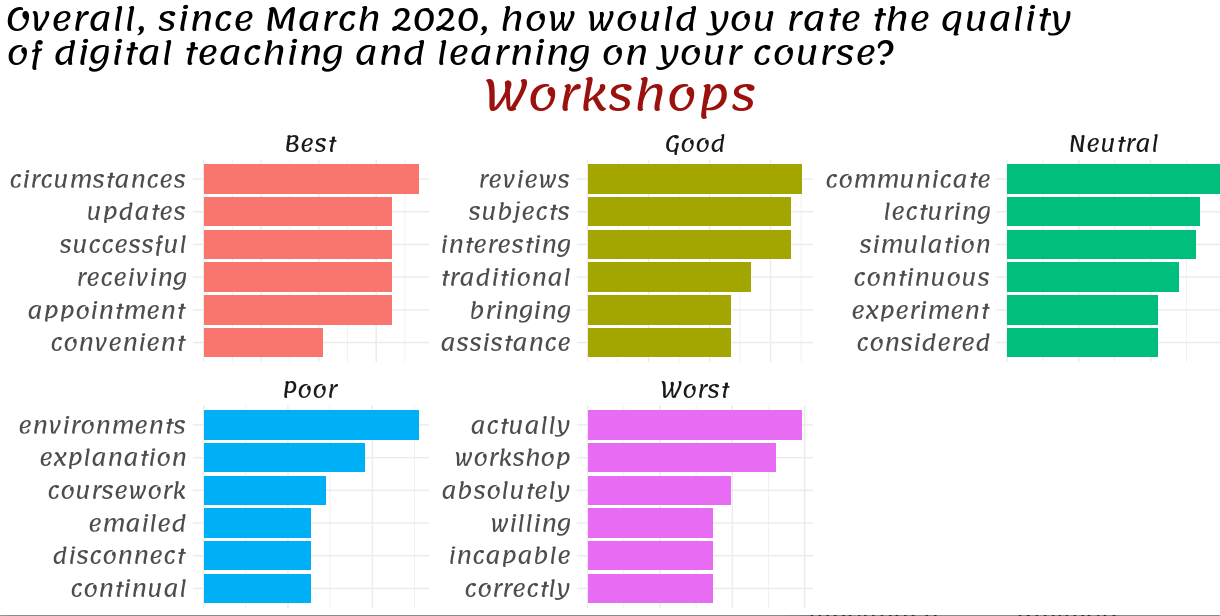 Overall, since March 2020, how would you rate the quality
of digital teaching and learning on your course?
Workshops
Best
circumstances
updates
successful
receiving
appointment
convenient
Good
reviews
subjects
interesting
traditional
bringing
assistance
Neutral
communicate
lecturing
simulation
continuous
experiment
considered
Poor
environments
explanation
coursework
emailed
disconnect
continual
Worst
actually
workshop
absolutely
willing
incapable
correctly